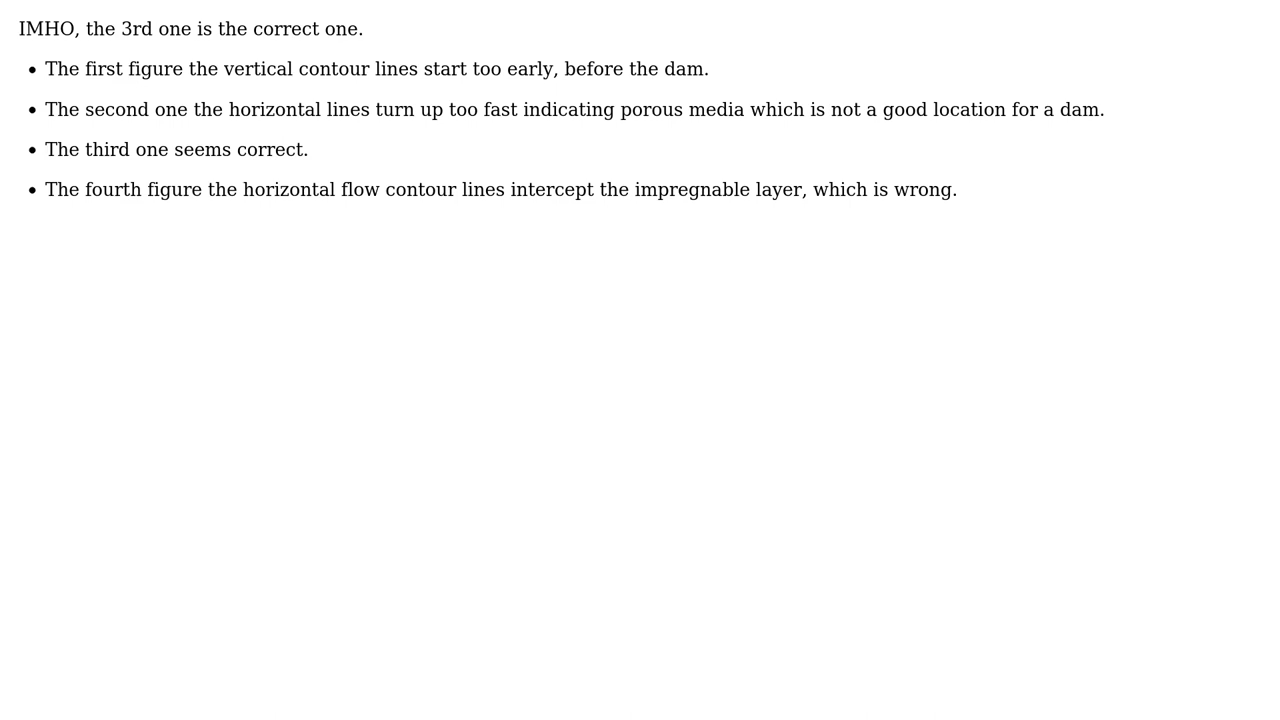 IMHO, the 3rd one is the correct one.
• The first figure the vertical contour lines start too early, before the dam.
• The second one the horizontal lines turn up too fast indicating porous media which is not a good location for a dam.
• The third one seems correct.
• The fourth figure the horizontal flow contour lines intercept the impregnable layer, which is wrong.